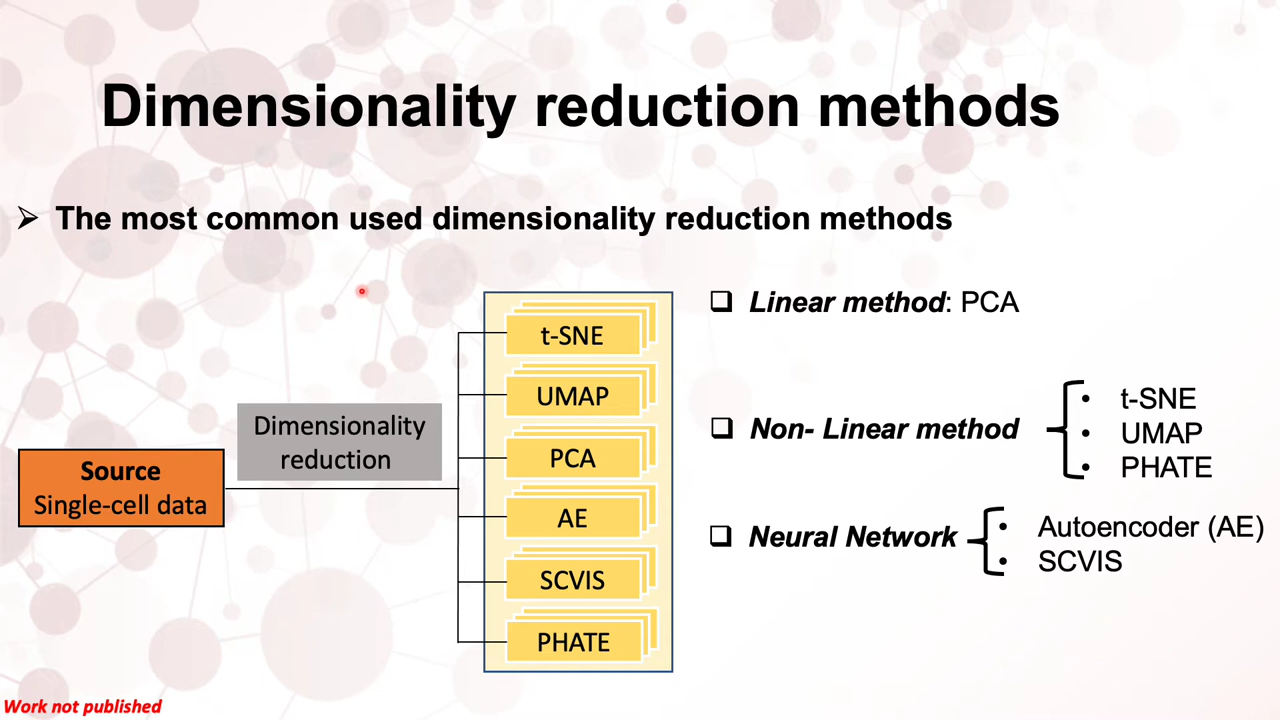 Dimensionality reduction methods
The most common used dimensionality reduction methods
Source
Single-cell data
Dimensionality
reduction
t-SNE
UMAP
PCA
AE
SCVIS
PHATE
Linear method: PCA
Non- Linear method
t-SNE
UMAP
PHATE
Neural Network
Autoencoder (AE)
SCVIS
Work not published